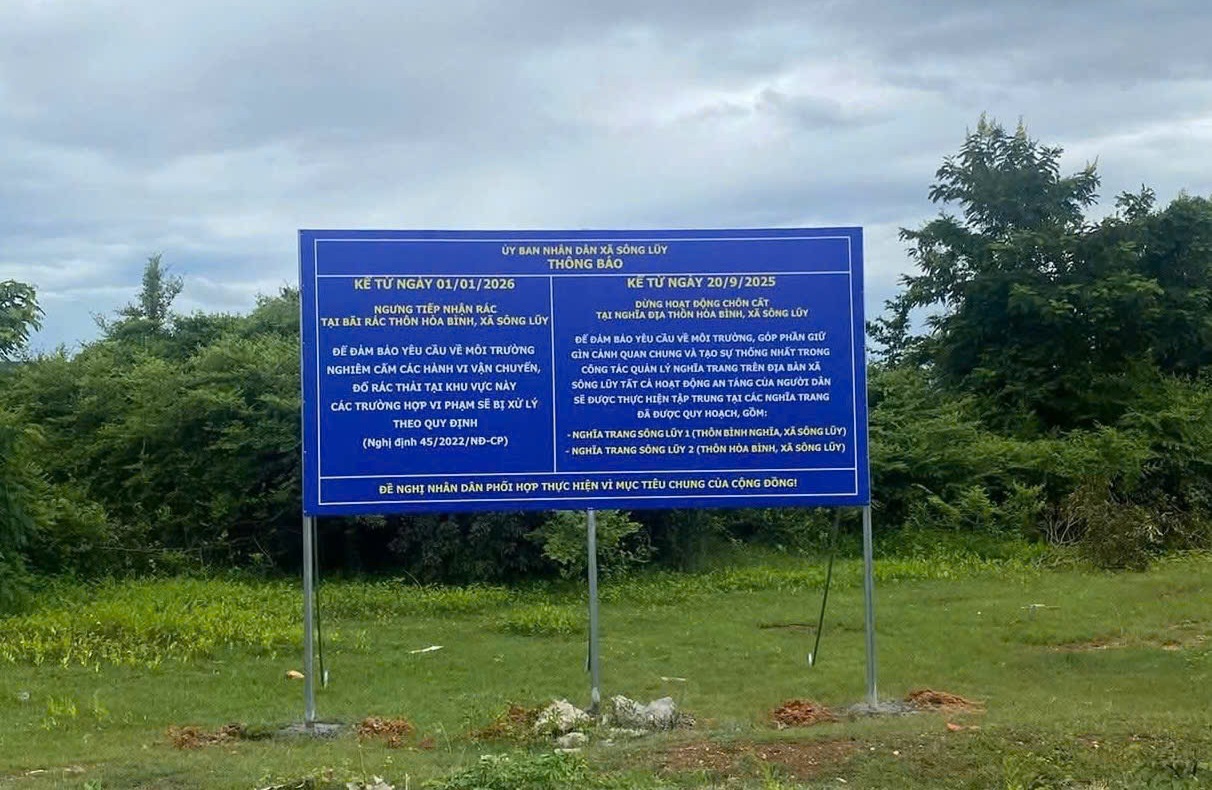 ỦY BAN NHÂN DÂN XÃ SÔNG LŨY
THÔNG BÁO
KỂ TỪ NGÀY 01/01/2026
NGƯNG TIẾP NHẬN RÁC
TẠI BÃI RÁC THÔN HÒA BÌNH, XÃ SÔNG LŨY
ĐỂ ĐẢM BẢO YÊU CẦU VỀ MÔI TRƯỜNG
NGHIÊM CẤM CÁC HÀNH VI VẬN CHUYỂN,
ĐỔ RÁC THẢI TẠI KHU VỰC NÀY
CÁC TRƯỜNG HỢP VI PHẠM SẼ BỊ XỬ LÝ
THEO QUY ĐỊNH
(Nghị định 45/2022/NĐ-CP)
KỂ TỪ NGÀY 20/9/2025
DỪNG HOẠT ĐỘNG CHÔN CẤT
TẠI NGHĨA ĐỊA THÔN HÒA BÌNH, XÃ SÔNG LŨY
ĐỂ ĐẢM BẢO YÊU CẦU VỀ MÔI TRƯỜNG, GÓP PHẦN GIỮ
GÌN CẢNH QUAN CHUNG VÀ TẠO SỰ THỐNG NHẤT TRONG
CÔNG TÁC QUẢN LÝ NGHĨA TRANG TRÊN ĐỊA BÀN XÃ
SÔNG LŨY TẤT CẢ HOẠT ĐỘNG AN TÁNG CỦA NGƯỜI DÂN
SẼ ĐƯỢC THỰC HIỆN TẬP TRUNG TẠI CÁC NGHĨA TRANG
ĐÃ ĐƯỢC QUY HOẠCH, GỒM:
- NGHĨA TRANG SÔNG LŨY 1 (THÔN BÌNH NGHĨA, XÃ SÔNG LŨY)
- NGHĨA TRANG SÔNG LŨY 2 (THÔN HÒA BÌNH, XÃ SÔNG LŨY)
ĐỀ NGHỊ NHÂN DÂN PHỐI HỢP THỰC HIỆN VÌ MỤC TIÊU CHUNG CỦA CỘNG ĐỒNG!